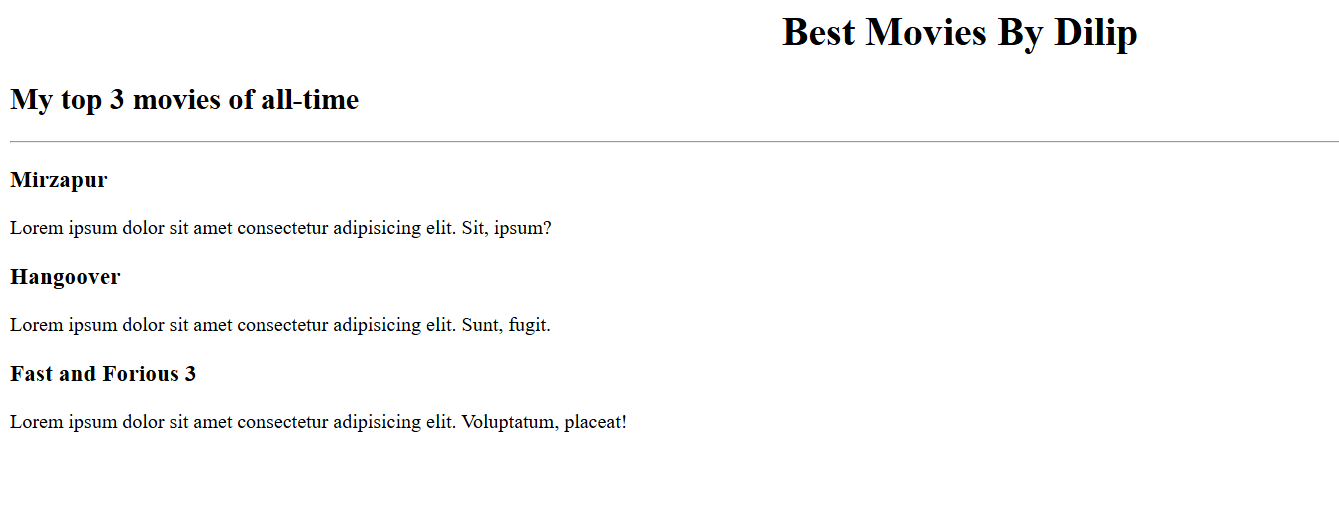 Best Movies By Dilip
My top 3 movies of all-time
Mirzapur
Lorem ipsum dolor sit amet consectetur adipisicing elit. Sit, ipsum?
Hangoover
Lorem ipsum dolor sit amet consectetur adipisicing elit. Sunt, fugit.
Fast and Forious 3
Lorem ipsum dolor sit amet consectetur adipisicing elit. Voluptatum, placeat!